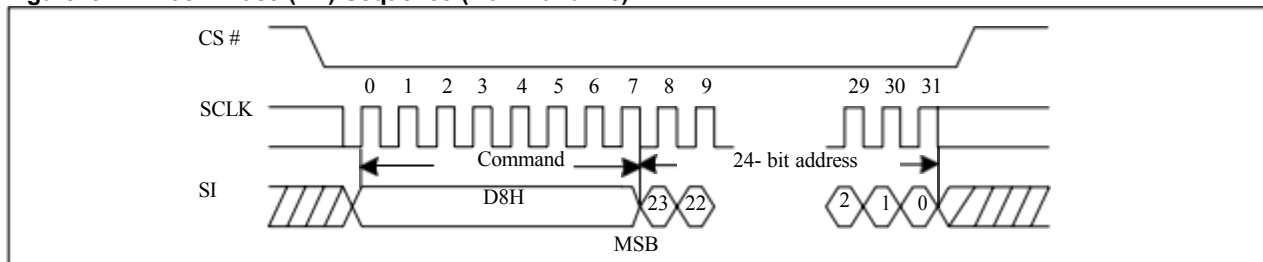 CS #
0 1 2 3 4 5 6 7 8 9 29 30 31
SCLK
Command 24- bit address
SI
D8H 23 22 2 1 0
MSB